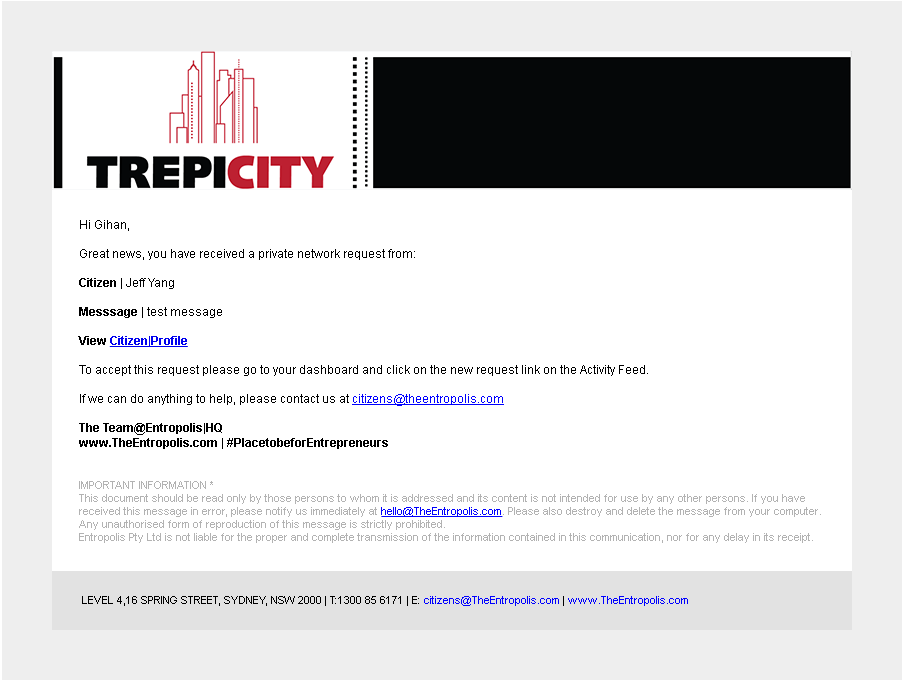 TREPICITY
Hi Gihan,
Great news, you have received a private network request from:
Citizen | Jeff Yang
Messsage | test message
View Citizen|Profile
To accept this request please go to your dashboard and click on the new request link on the Activity Feed.
If we can do anything to help, please contact us at citizens@theentropolis.com
The Team@Entropolis|HQ
www.TheEntropolis.com | #PlacetobeforEntrepreneurs
IMPORTANT INFORMATION *
This document should be read only by those persons to whom it is addressed and its content is not intended for use by any other persons. If you have
received this message in error, please notify us immediately at hello@TheEntropolis.com. Please also destroy and delete the message from your computer.
Any unauthorised form of reproduction of this message is strictly prohibited.
Entropolis Pty Ltd is not liable for the proper and complete transmission of the information contained in this communication, nor for any delay in its receipt.
LEVEL 4,16 SPRING STREET, SYDNEY, NSW 2000 | T:1300 85 6171 | E: citizens@TheEntropolis.com | www.TheEntropolis.com